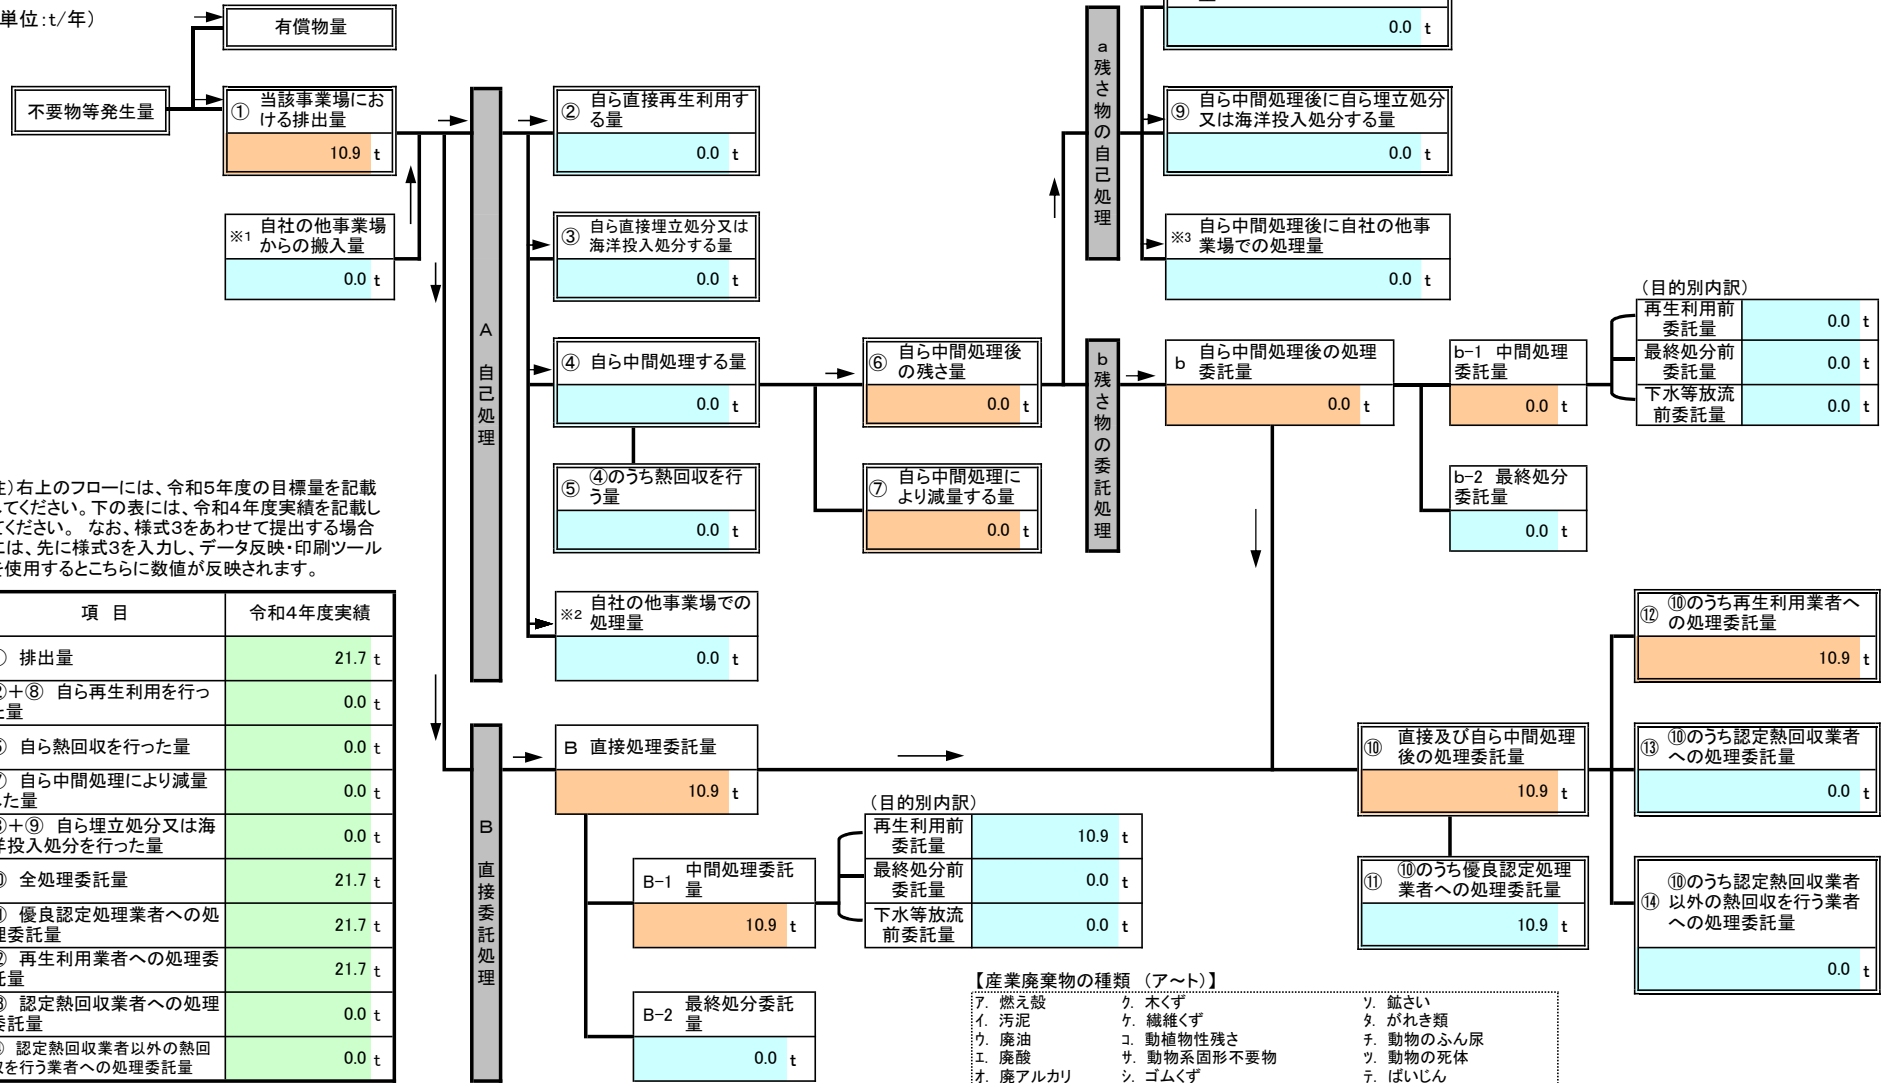 単位:t/年）
有償物量
不要物等発生量
① 当該事業場にお
ける排出量
10.9 t
※1 自社の他事業場
からの搬入量
0.0 t
A 自己処理
② 自ら直接再生利用す
る量
0.0 t
③ 自ら直接埋立処分又は
海洋投入処分する量
0.0 t
④ 自ら中間処理する量
0.0 t
⑤ ④のうち熱回収を行
う量
0.0 t
※2 自社の他事業場での
処理量
0.0 t
⑥ 自ら中間処理後
の残さ量
0.0 t
⑦ 自ら中間処理に
より減量する量
0.0 t
a 残さ物の自己処理
0.0 t
⑨ 自ら中間処理後に自ら埋立処分
又は海洋投入処分する量
0.0 t
※3 自ら中間処理後に自社の他事
業場での処理量
0.0 t
b 残さ物の委託処理
b 自ら中間処理後の処理
委託量
0.0 t
b-1 中間処理
委託量
0.0 t
b-2 最終処分
委託量
0.0 t
（目的別内訳）
再生利用前
委託量 0.0 t
最終処分前
委託量 0.0 t
下水等放流
前委託量 0.0 t
）右上のフローには、令和5年度の目標量を記載
てください。下の表には、令和4年度実績を記載し
ください。 なお、様式3をあわせて提出する場合
は、先に様式3を入力し、データ反映・印刷ツール
使用するとこちらに数値が反映されます。
項 目 令和4年度実績
排出量 21.7 t
＋⑧ 自ら再生利用を行っ
量 0.0 t
自ら熱回収を行った量 0.0 t
自ら中間処理により減量
た量 0.0 t
＋⑨ 自ら埋立処分又は海
投入処分を行った量 0.0 t
全処理委託量 21.7 t
優良認定処理業者への処
委託量 21.7 t
再生利用業者への処理委
量 21.7 t
認定熱回収業者への処理
託量 0.0 t
認定熱回収業者以外の熱回
を行う業者への処理委託量 0.0 t
B 直接委託処理
B 直接処理委託量
10.9 t
B-1 中間処理委託
量
10.9 t
B-2 最終処分委託
量
0.0 t
（目的別内訳）
再生利用前
委託量 10.9 t
最終処分前
委託量 0.0 t
下水等放流
前委託量 0.0 t
⑩ 直接及び自ら中間処理
後の処理委託量
10.9 t
⑪ ⑩のうち優良認定処理
業者への処理委託量
10.9 t
⑫ ⑩のうち再生利用業者へ
の処理委託量
10.9 t
⑬ ⑩のうち認定熱回収業者
への処理委託量
0.0 t
⑭ ⑩のうち認定熱回収業者
以外の熱回収を行う業者
への処理委託量
0.0 t
【産業廃棄物の種類 （ア～ト）】
ア. 燃え殻 ク. 木くず ソ. 鉱さい
イ. 汚泥 ケ. 繊維くず タ. がれき類
ウ. 廃油 コ. 動植物性残さ チ. 動物のふん尿
エ. 廃酸 サ. 動物系固形不要物 ツ. 動物の死体
オ. 廃アルカリ シ. ゴムくず テ. ばいじん